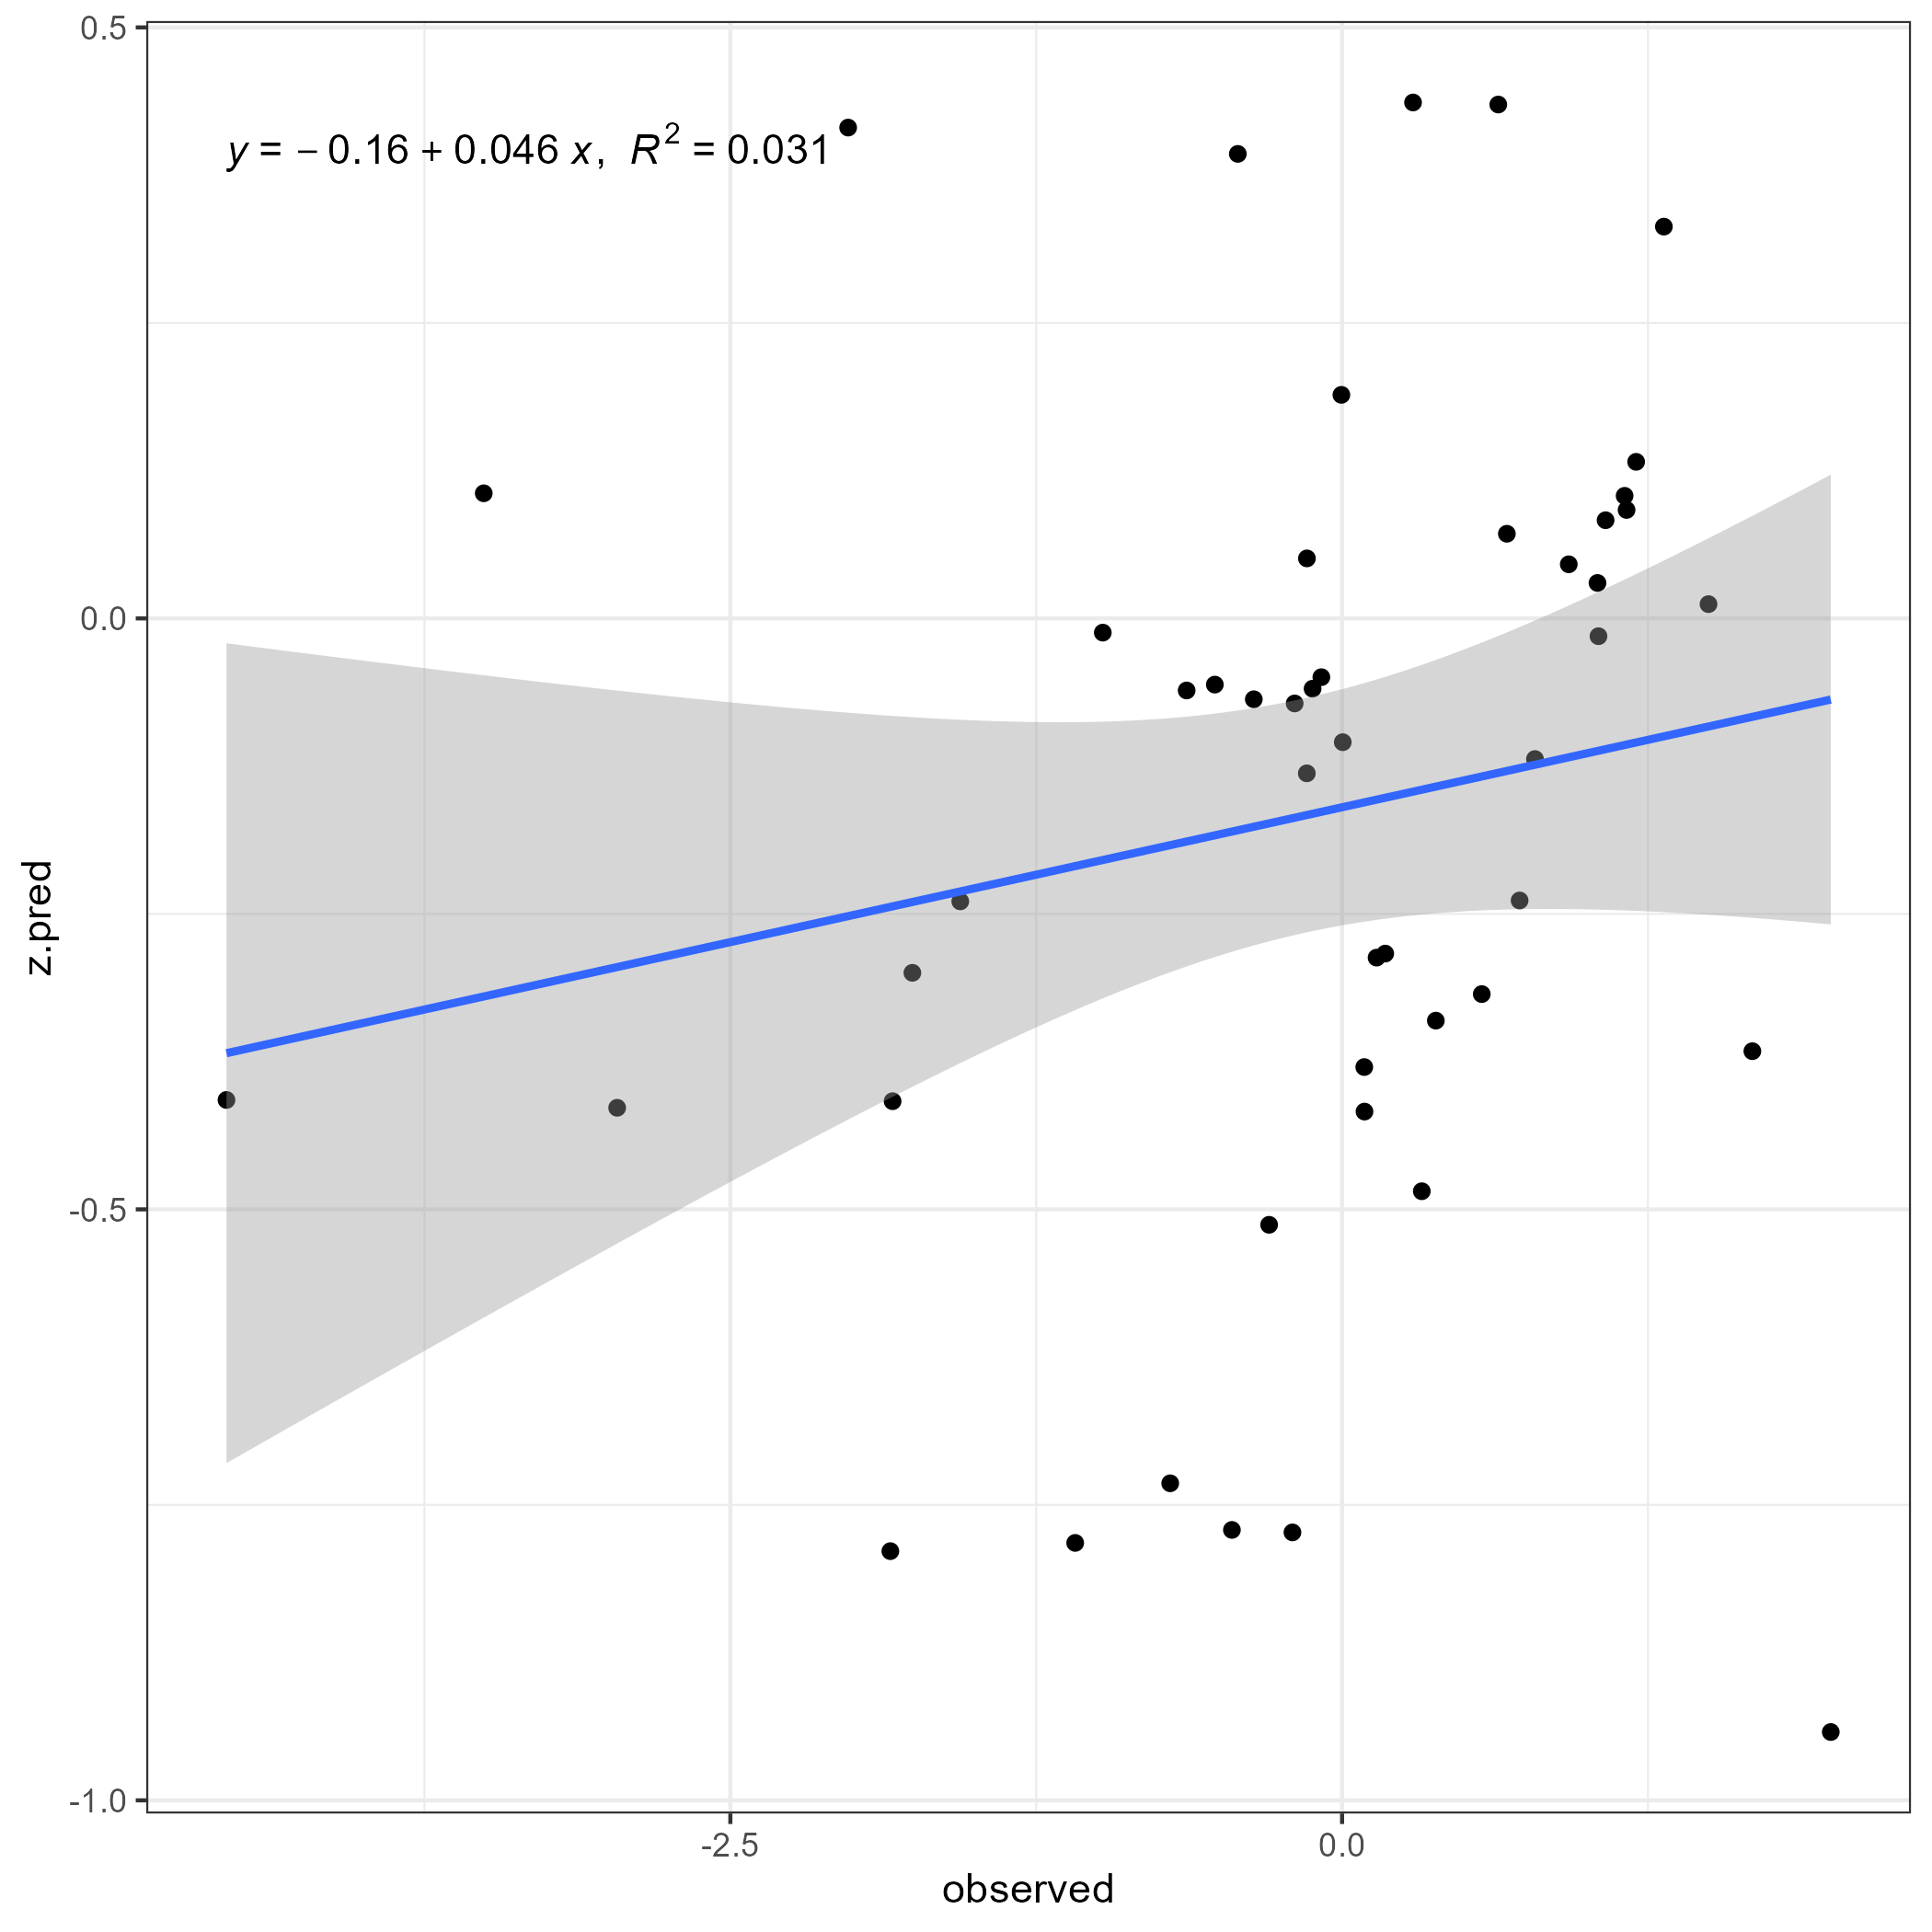 0.5
y = − 0.16 + 0.046 x, R² = 0.031
0.0
z.pred
-0.5
-1.0
-2.5 0.0
observed